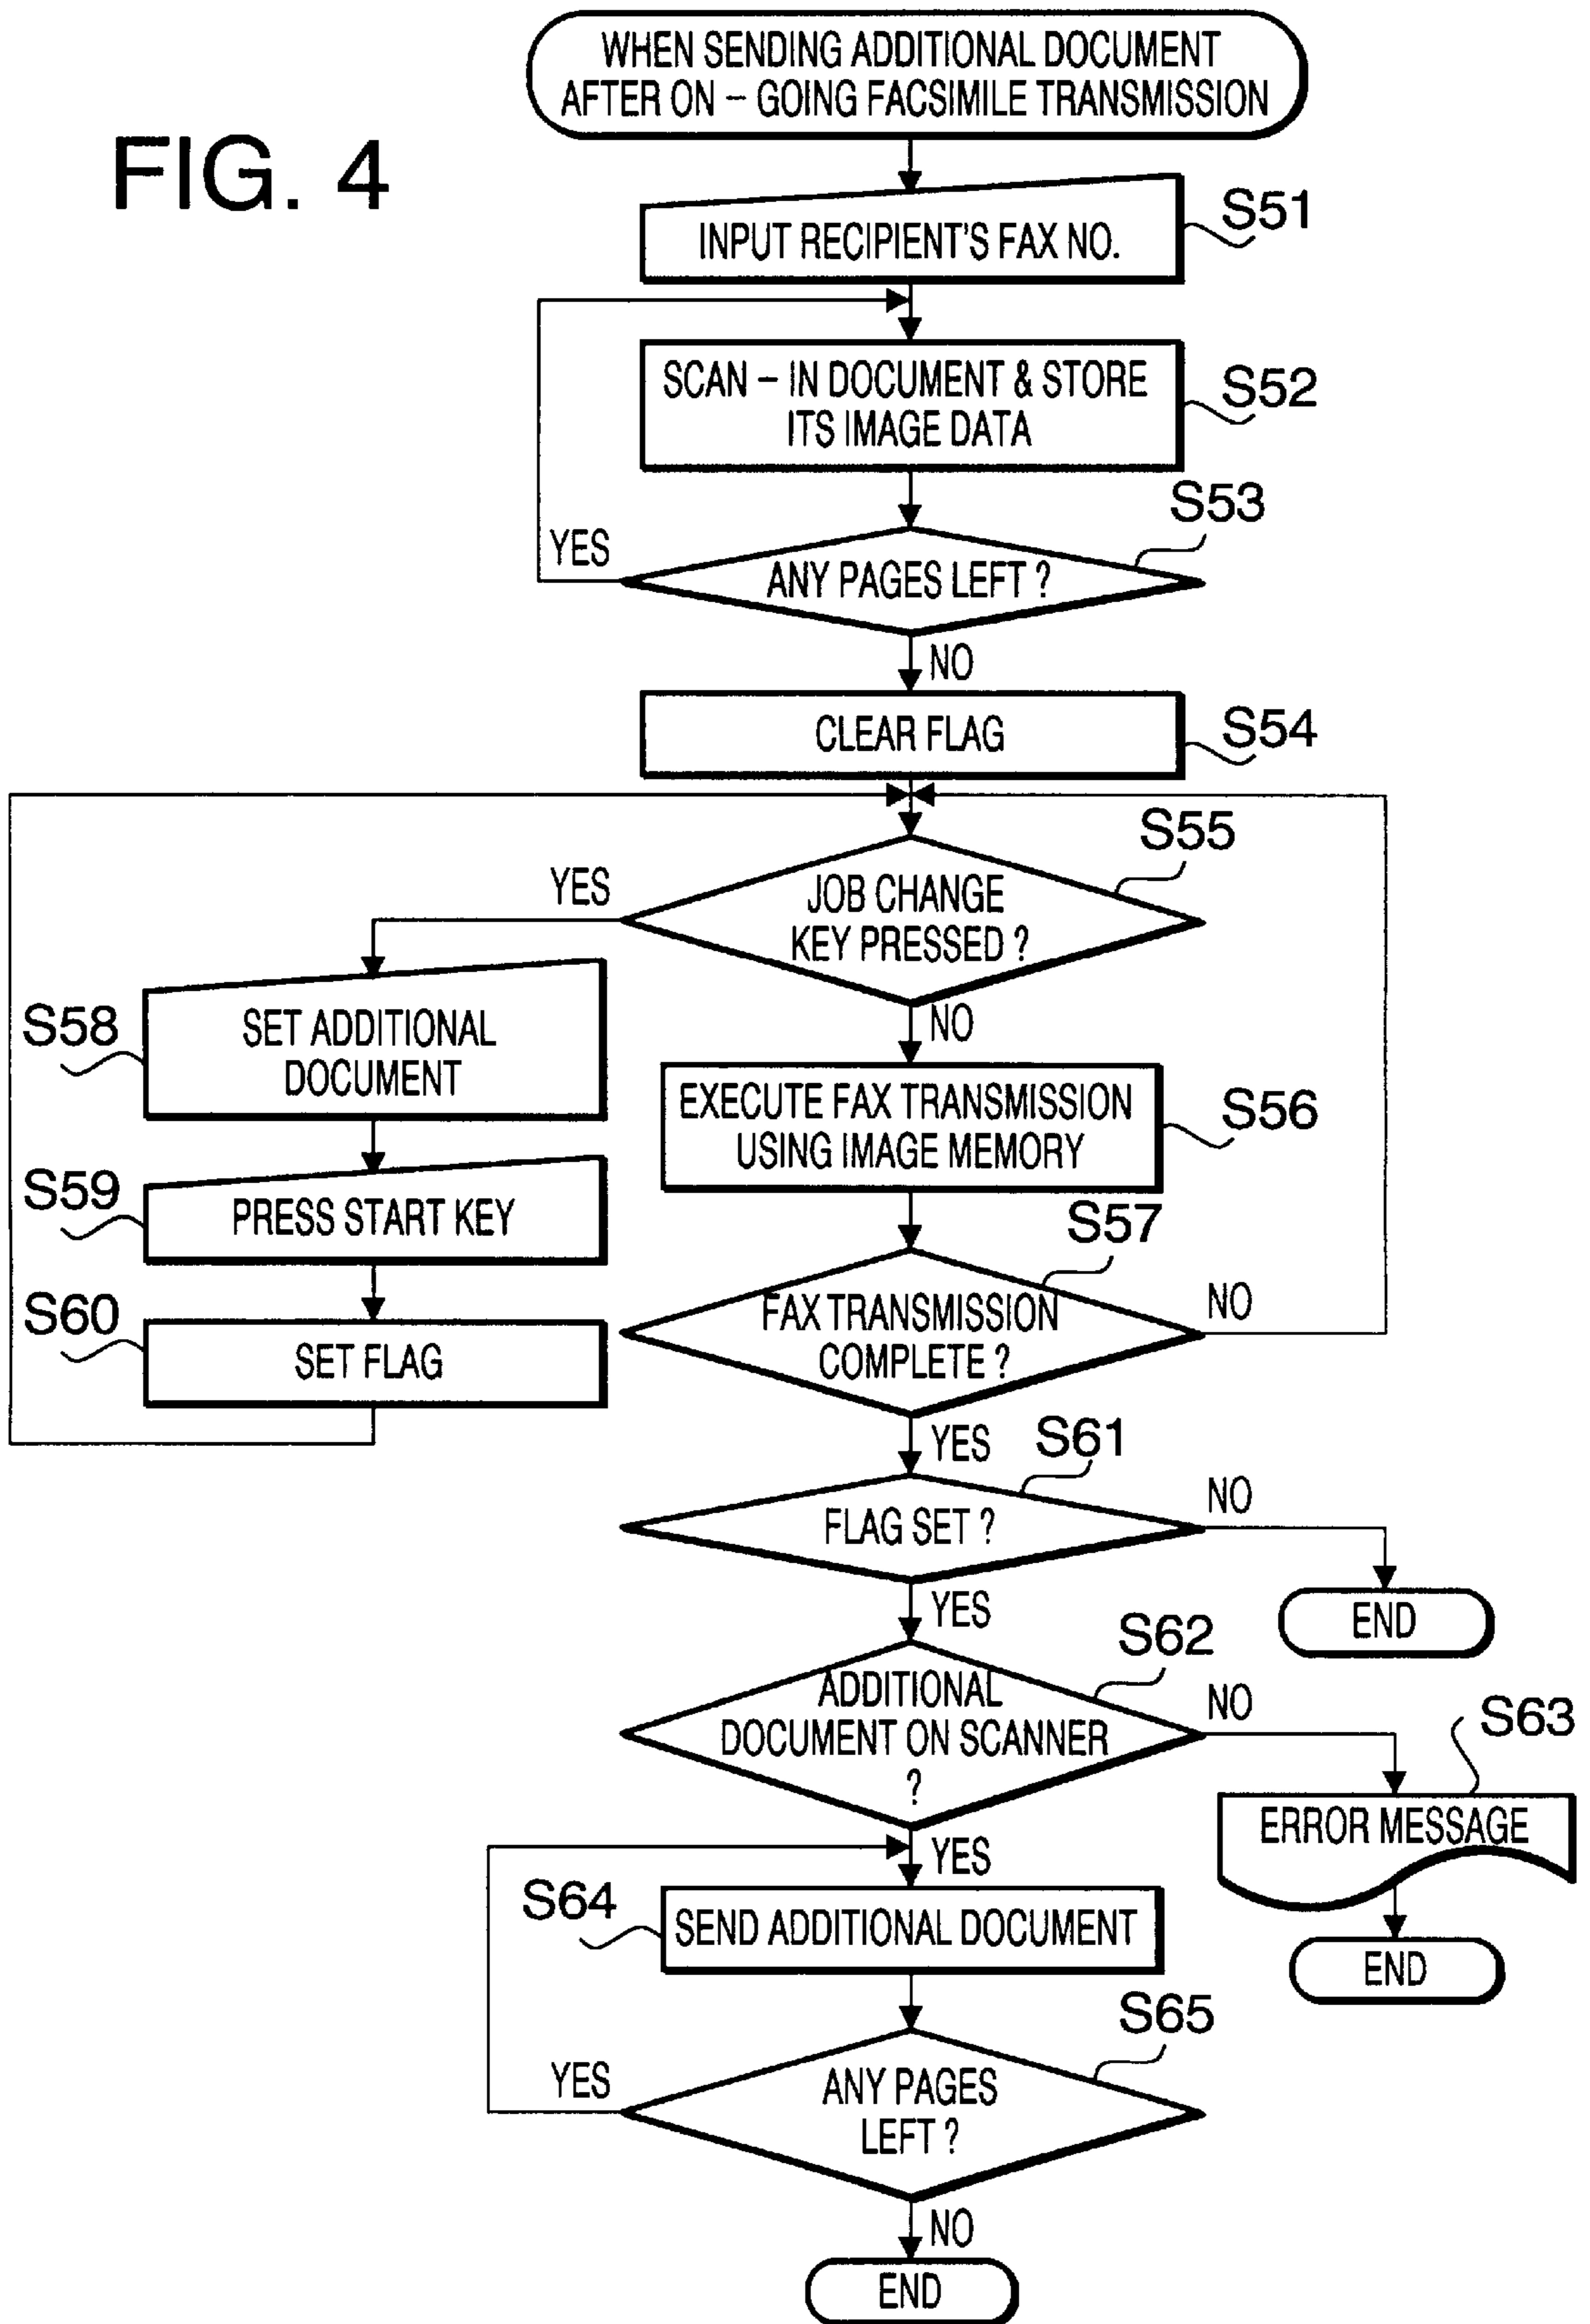 WHEN SENDING ADDITIONAL DOCUMENT
AFTER ON – GOING FACSIMILE TRANSMISSION
FIG. 4
INPUT RECIPIENT'S FAX NO.
S51
SCAN – IN DOCUMENT & STORE
ITS IMAGE DATA
S52
S53
YES
ANY PAGES LEFT ?
NO
CLEAR FLAG
S54
S55
YES
JOB CHANGE
KEY PRESSED ?
NO
S58
SET ADDITIONAL
DOCUMENT
EXECUTE FAX TRANSMISSION
USING IMAGE MEMORY
S56
S59
PRESS START KEY
S57
FAX TRANSMISSION
COMPLETE ?
NO
S60
SET FLAG
YES
S61
FLAG SET ?
NO
END
YES
S62
ADDITIONAL
DOCUMENT ON SCANNER
?
NO
S63
ERROR MESSAGE
END
YES
S64
SEND ADDITIONAL DOCUMENT
S65
YES
ANY PAGES
LEFT ?
NO
END